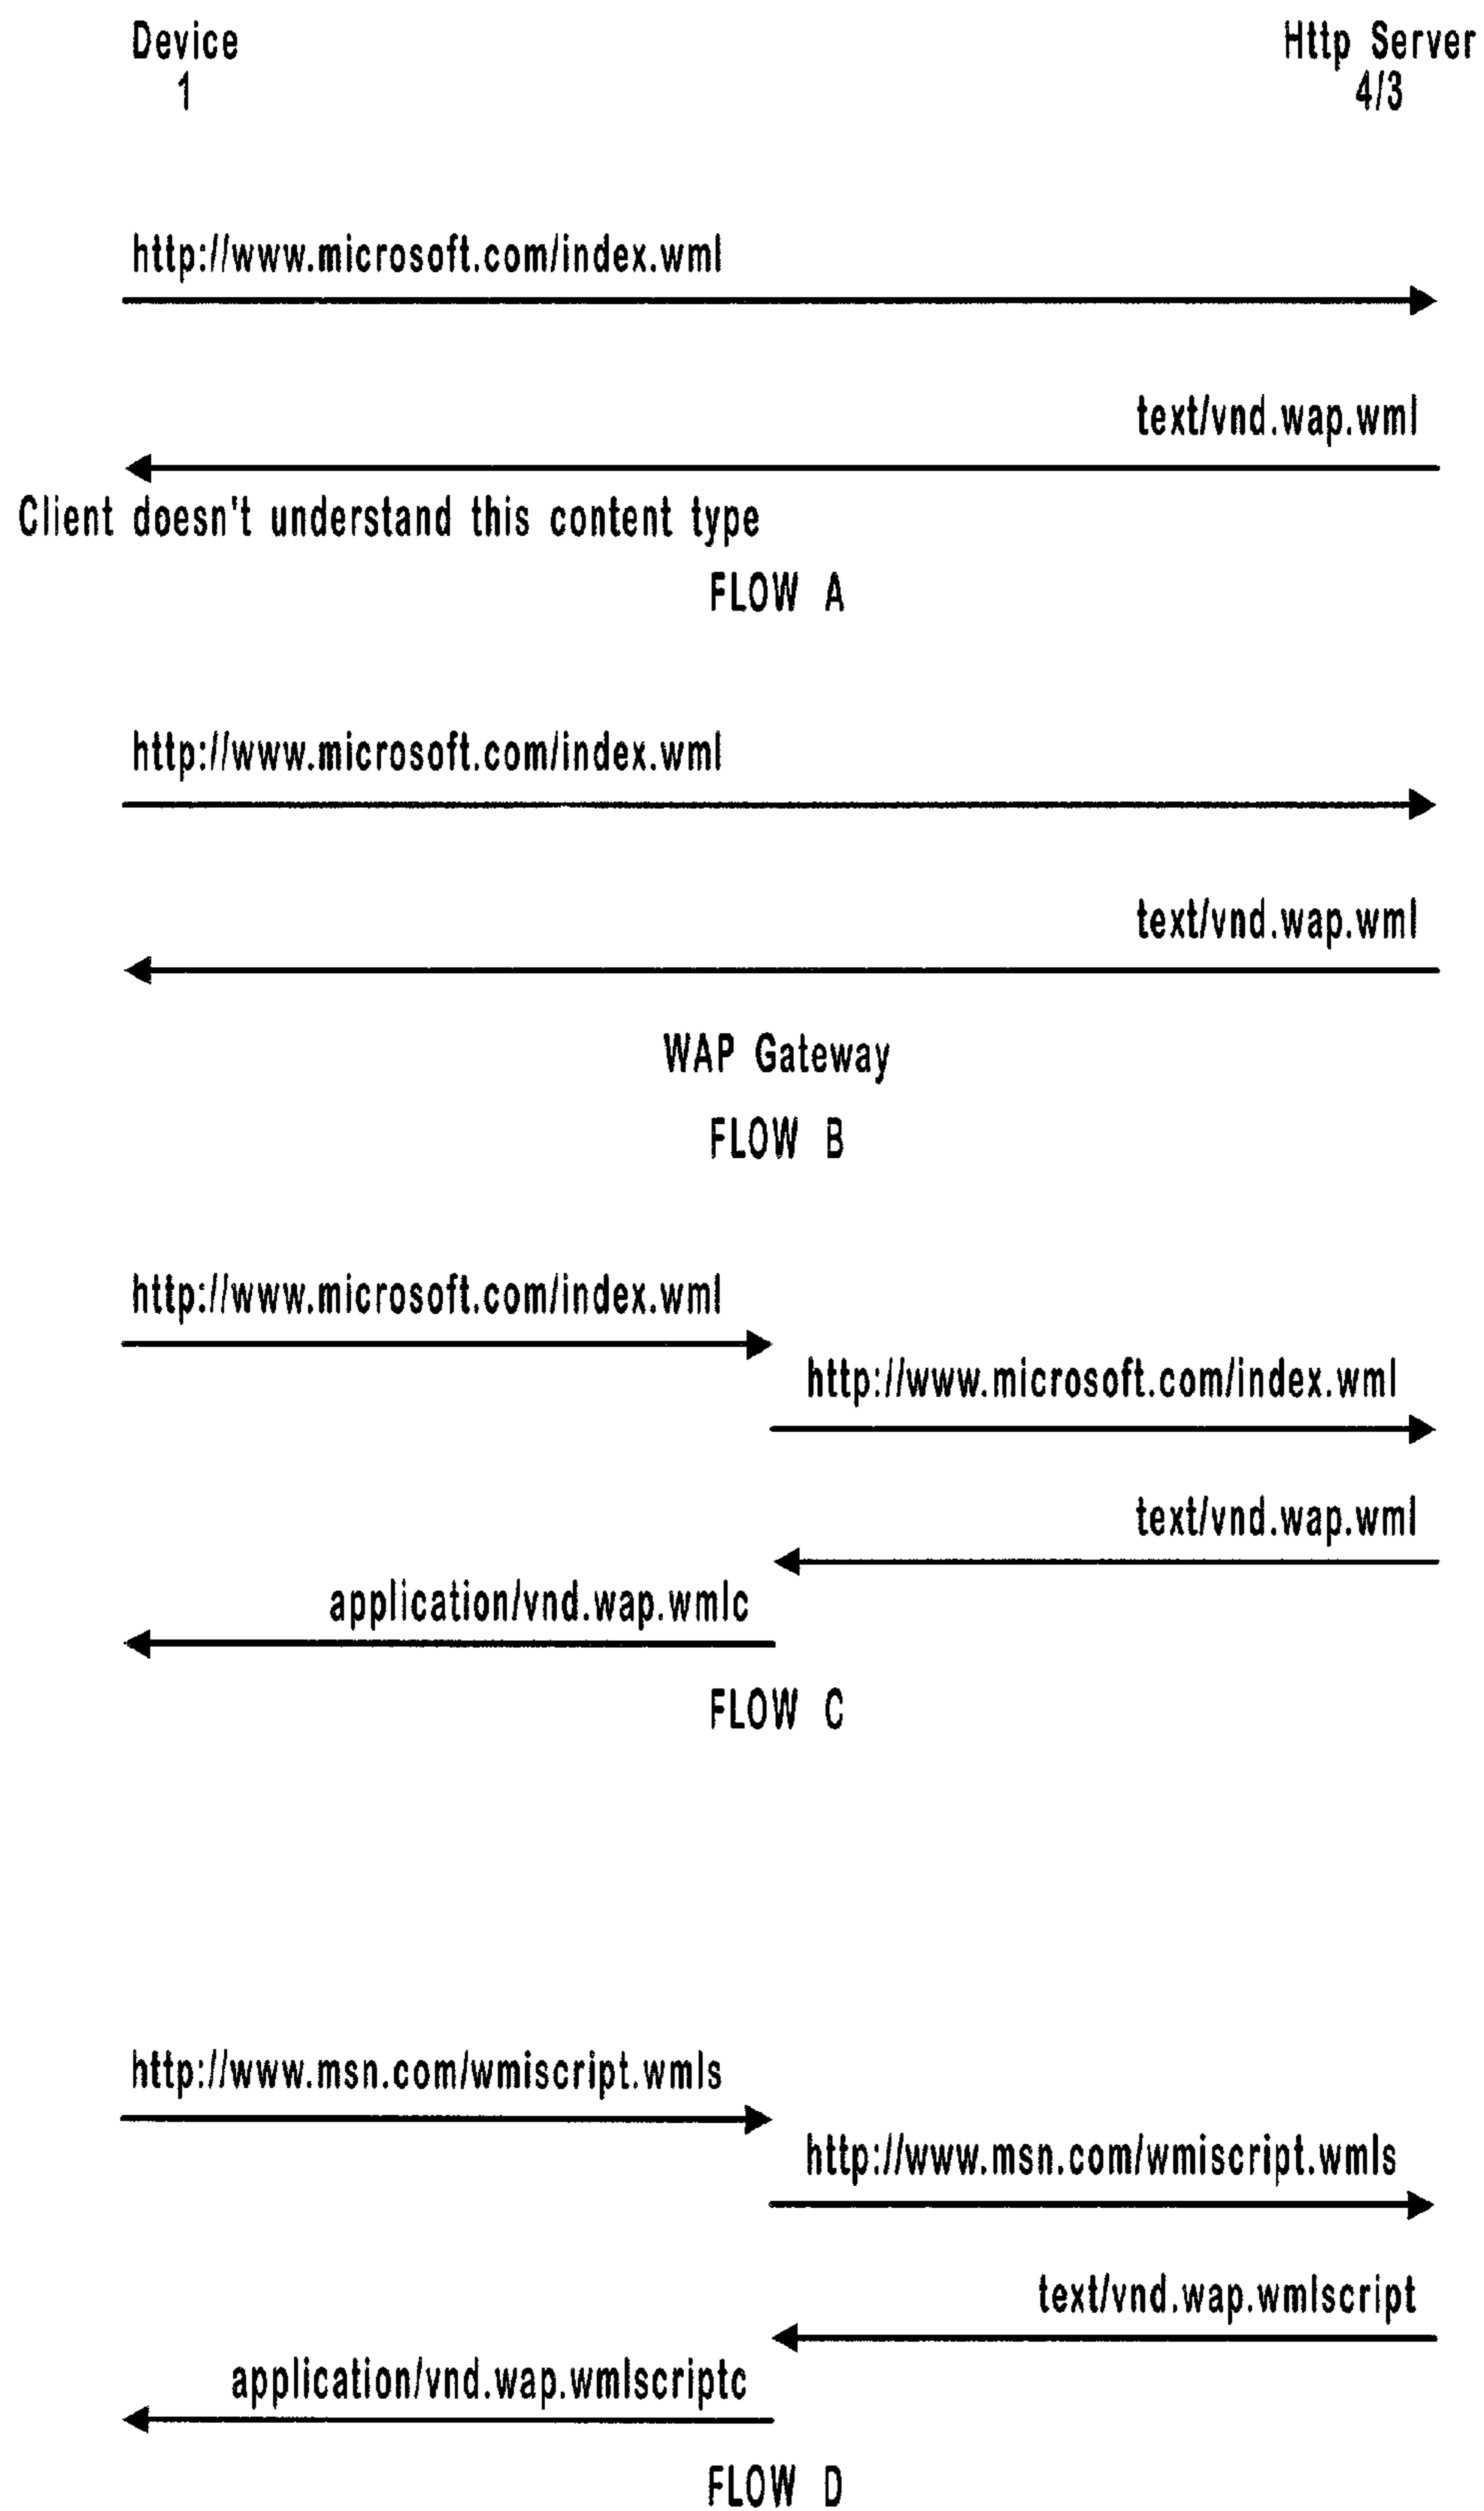 Device
Http Server
1
4/3
http://www.microsoft.com/index.wml
text/vnd.wap.wml
Client doesn't understand this content type
FLOW A
http://www.microsoft.com/index.wml
text/vnd.wap.wml
WAP Gateway
FLOW B
http://www.microsoft.com/index.wml
http://www.microsoft.com/index.wml
text/vnd.wap.wml
application/vnd.wap.wmlc
FLOW C
http://www.msn.com/wmiscript.wmls
http://www.msn.com/wmiscript.wmls
text/vnd.wap.wmlscript
application/vnd.wap.wmlscriptc
FLOW D